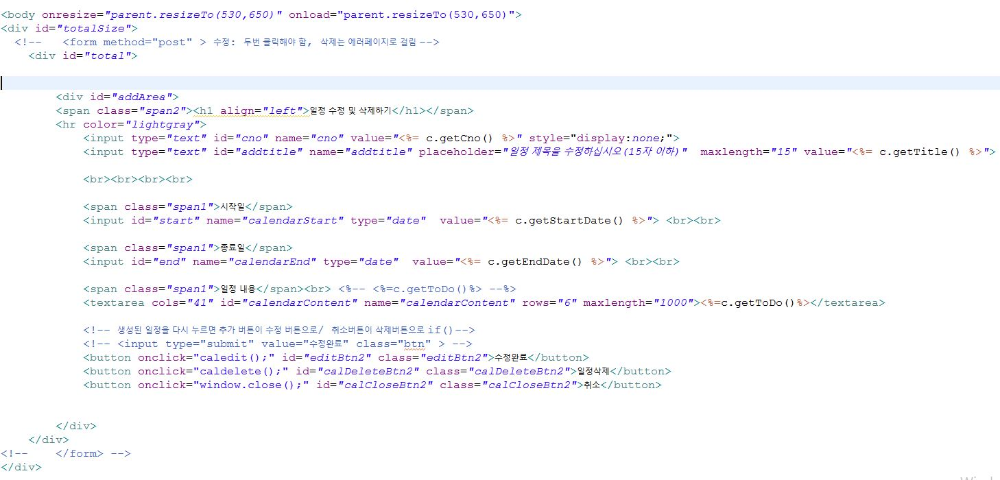 <body onresize="parent.resizeTo(530,650)" onload="parent.resizeTo(530,650)">
<div id="totalSize">
<!--   <form method="post" > 수정: 두번 클릭해야 함, 삭제는 에러페이지로 걸림 -->
<div id="total">
<div id="addArea">
<span class="span2"><h1 align="left">일정 수정 및 삭제하기</h1></span>
<hr color="lightgray">
<input type="text" id="cno" name="cno" value="<%= c.getCno() %>" style="display:none;">
<input type="text" id="addtitle" name="addtitle" placeholder="일정 제목을 수정하십시오(15자 이하)"  maxlength="15" value="<%= c.getTitle() %>">
<br><br><br><br>
<span class="span1">시작일</span>
<input id="start" name="calendarStart" type="date"  value="<%= c.getStartDate() %>"> <br><br>
<span class="span1">종료일</span>
<input id="end" name="calendarEnd" type="date"  value="<%= c.getEndDate() %>"> <br><br>
<span class="span1">일정 내용</span><br> <%-- <%=c.getToDo()%> --%>
<textarea cols="41" id="calendarContent" name="calendarContent" rows="6" maxlength="1000"><%=c.getToDo()%></textarea>
<!-- 생성된 일정을 다시 누르면 추가 버튼이 수정 버튼으로/ 취소버튼이 삭제버튼으로 if()-->
<!-- <input type="submit" value="수정완료" class="btn" > -->
<button onclick="caledit();" id="editBtn2" class="editBtn2">수정완료</button>
<button onclick="caldelete();" id="calDeleteBtn2" class="calDeleteBtn2">일정삭제</button>
<button onclick="window.close();" id="calCloseBtn2" class="calCloseBtn2">취소</button>
</div>
</div>
<!--    </form> -->
</div>